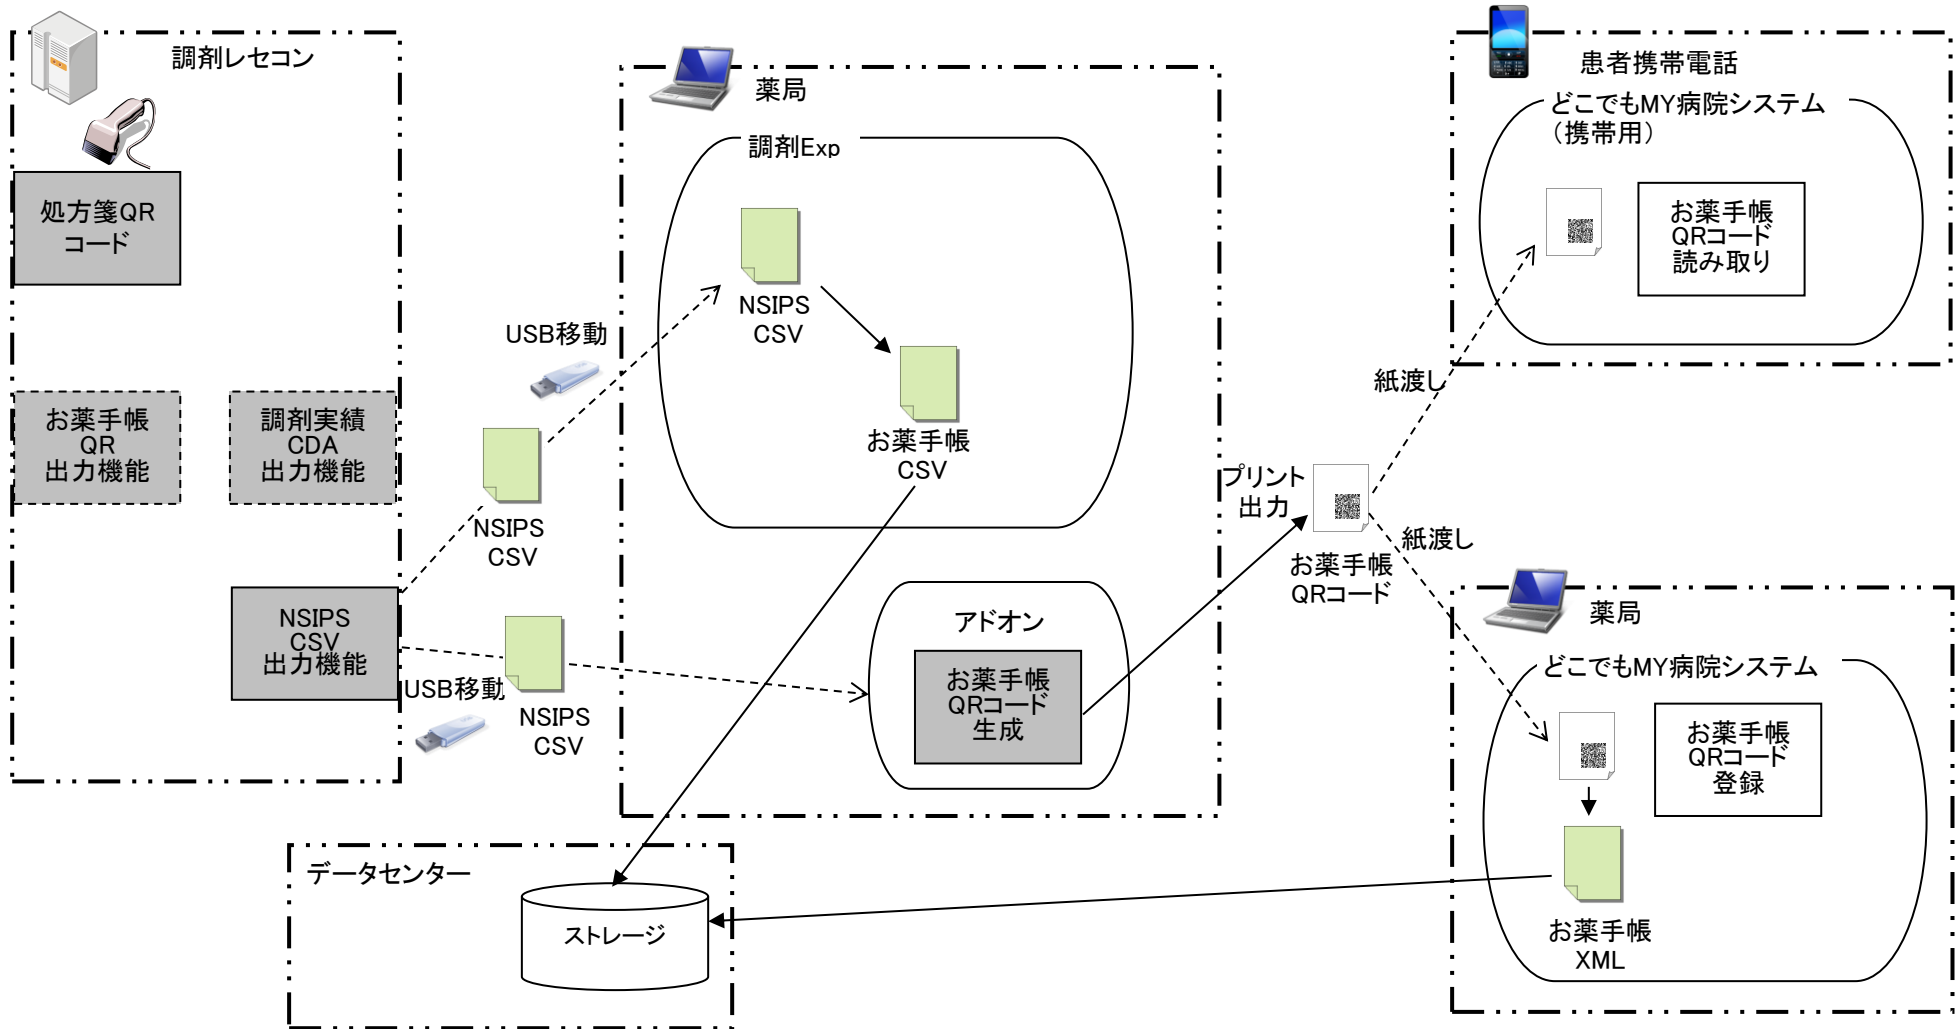 調剤レセコン
処方箋QR
コード
お薬手帳
QR
出力機能
調剤実績
CDA
出力機能
NSIPS
CSV
出力機能
USB移動
NSIPS
CSV
USB移動
NSIPS
CSV
薬局
調剤Exp
NSIPS
CSV
お薬手帳
CSV
アドオン
お薬手帳
QRコード
生成
データセンター
ストレージ
プリント
出力
お薬手帳
QRコード
紙渡し
紙渡し
患者携帯電話
どこでもMY病院システム
（携帯用）
お薬手帳
QRコード
読み取り
薬局
どこでもMY病院システム
お薬手帳
QRコード
登録
お薬手帳
XML